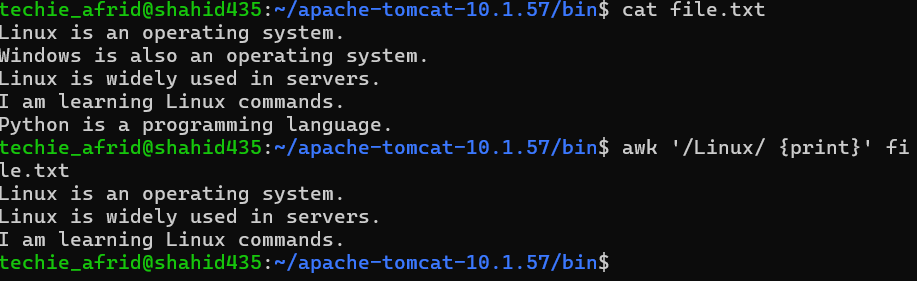 techie_afrid@shahid435:~/apache-tomcat-10.1.57/bin$ cat file.txt
Linux is an operating system.
Windows is also an operating system.
Linux is widely used in servers.
I am learning Linux commands.
Python is a programming language.
techie_afrid@shahid435:~/apache-tomcat-10.1.57/bin$ awk '/Linux/ {print}' fi
le.txt
Linux is an operating system.
Linux is widely used in servers.
I am learning Linux commands.
techie_afrid@shahid435:~/apache-tomcat-10.1.57/bin$